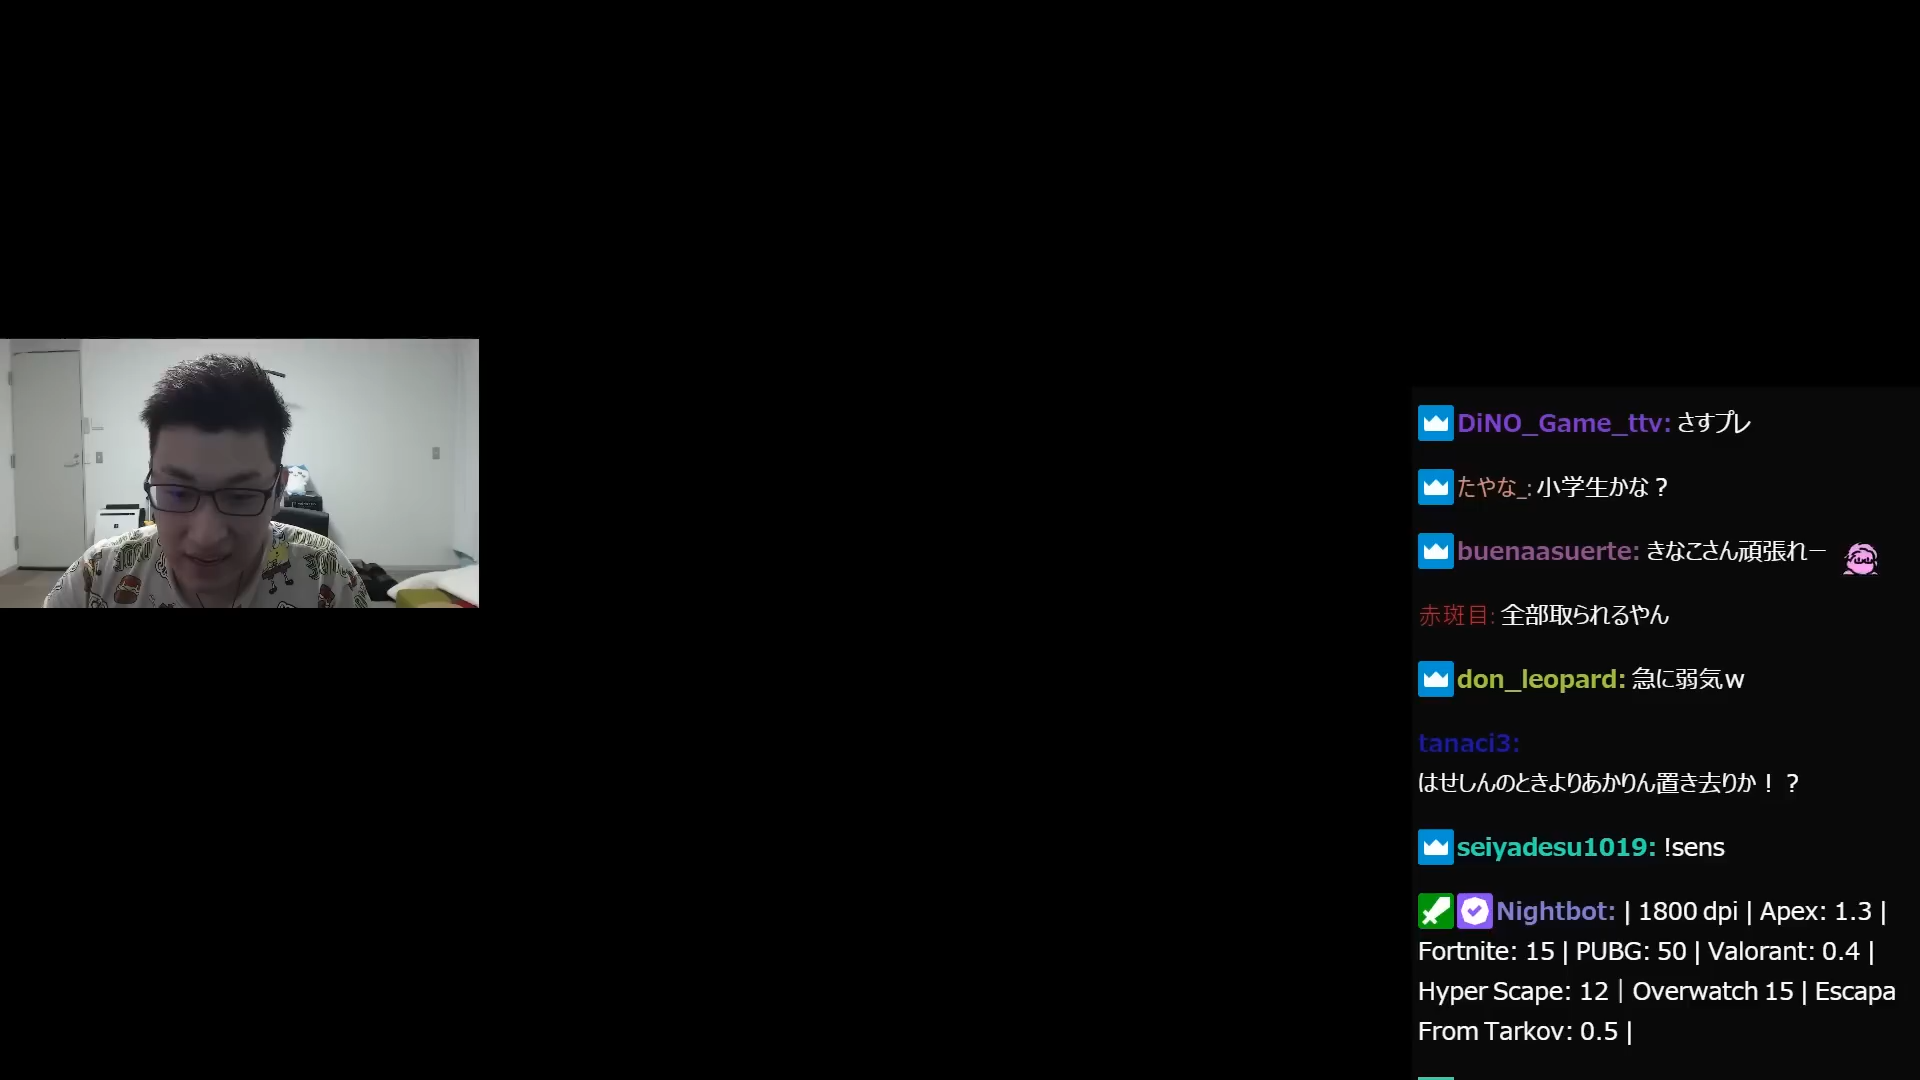 DiNO_Game_ttv: さすプレ
たやな_: 小学生かな？
buenaasuerte: きなこさん頑張れー
赤斑目: 全部取られるやん
don_leopard: 急に弱気w
tanaci3:
はせしんのときよりあかりん置き去りか！？
seiyadesu1019: !sens
Nightbot: | 1800 dpi | Apex: 1.3 |
Fortnite: 15 | PUBG: 50 | Valorant: 0.4 |
Hyper Scape: 12｜Overwatch 15 | Escapa
From Tarkov: 0.5 |